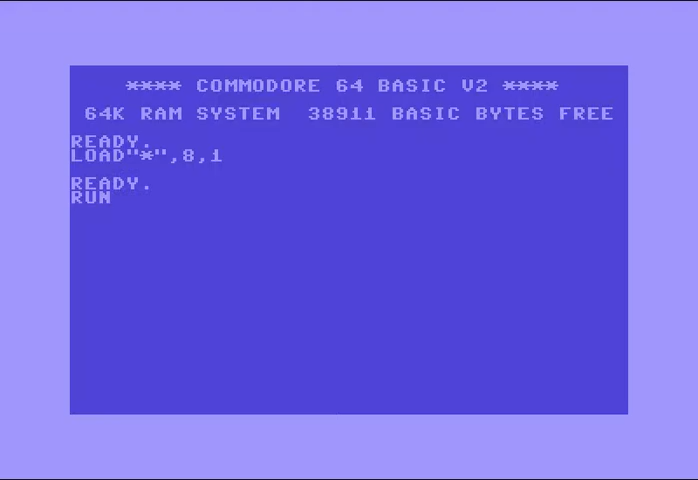 **** COMMODORE 64 BASIC V2 ****
64K RAM SYSTEM  38911 BASIC BYTES FREE
READY.
LOAD"*",8,1
READY.
RUN